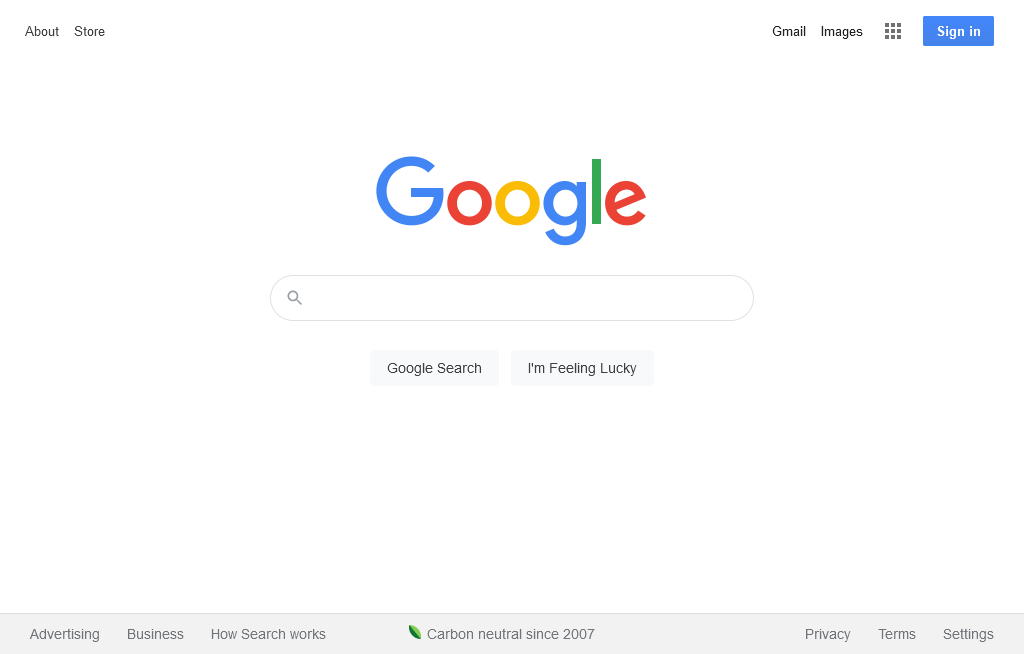 About Store Gmail Images Sign in
Google
Google Search I'm Feeling Lucky
Advertising Business How Search works Carbon neutral since 2007 Privacy Terms Settings